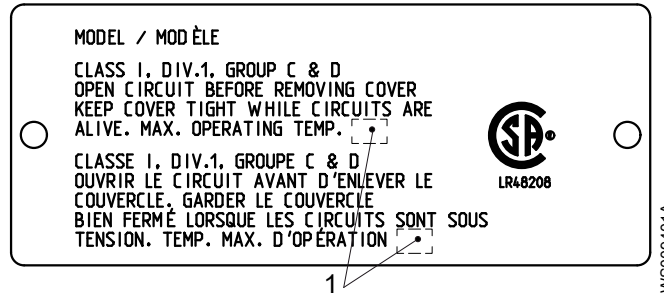 MODEL / MODÈLE
CLASS I, DIV.1, GROUP C & D
OPEN CIRCUIT BEFORE REMOVING COVER
KEEP COVER TIGHT WHILE CIRCUITS ARE
ALIVE. MAX. OPERATING TEMP.
CLASSE I, DIV.1, GROUPE C & D
OUVRIR LE CIRCUIT AVANT D'ENLEVER LE
COUVERCLE. GARDER LE COUVERCLE
BIEN FERMÉ LORSQUE LES CIRCUITS SONT SOUS
TENSION. TEMP. MAX. D'OPÉRATION
SA®
LR48208
1